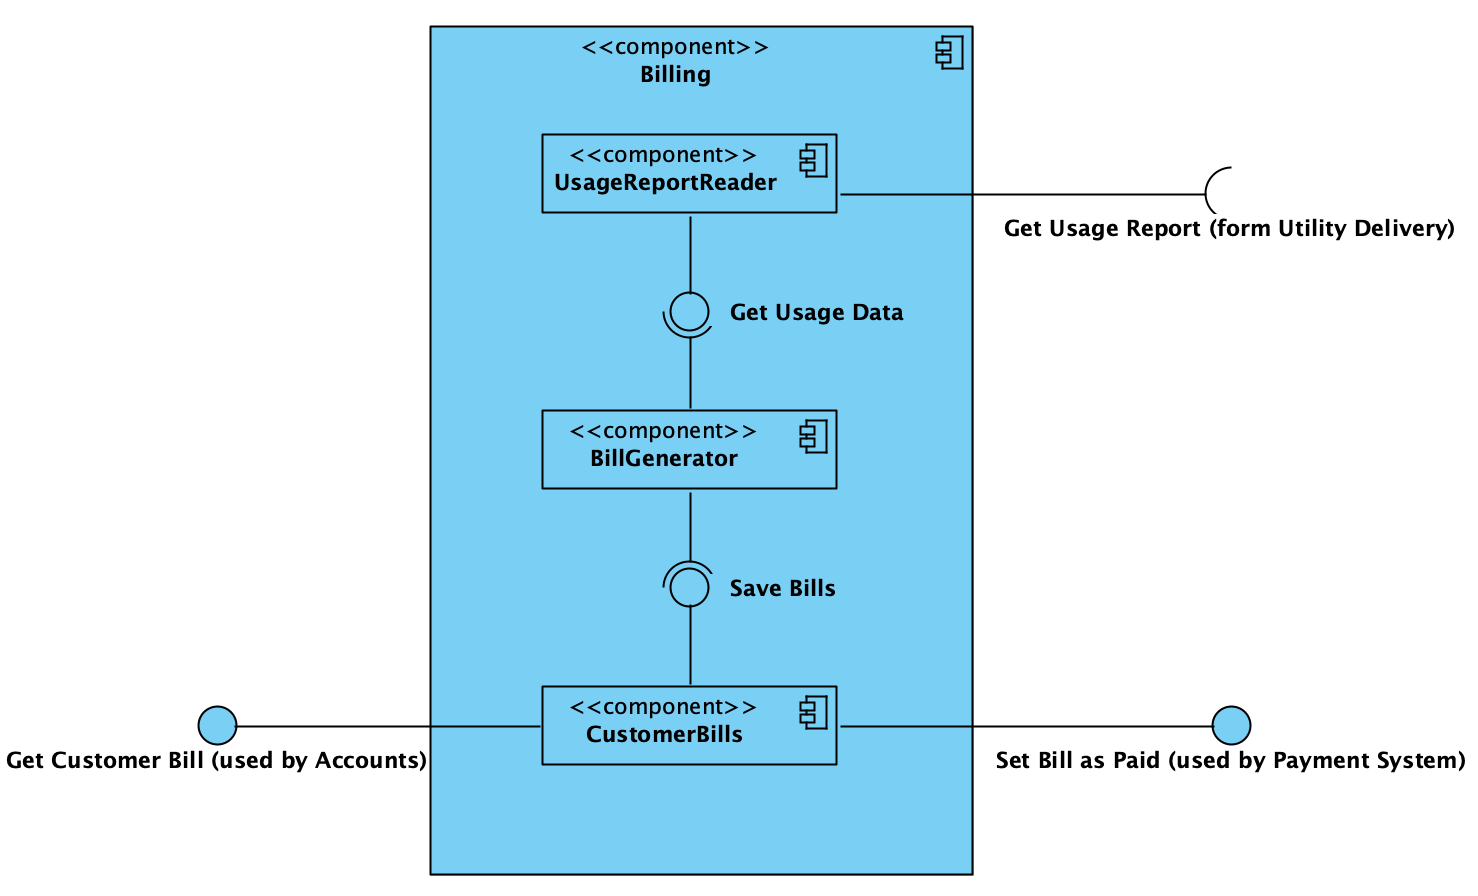 <<component>>
Billing
<<component>>
UsageReportReader
Get Usage Report (form Utility Delivery)
Get Usage Data
<<component>>
BillGenerator
Save Bills
<<component>>
CustomerBills
Get Customer Bill (used by Accounts)
Set Bill as Paid (used by Payment System)